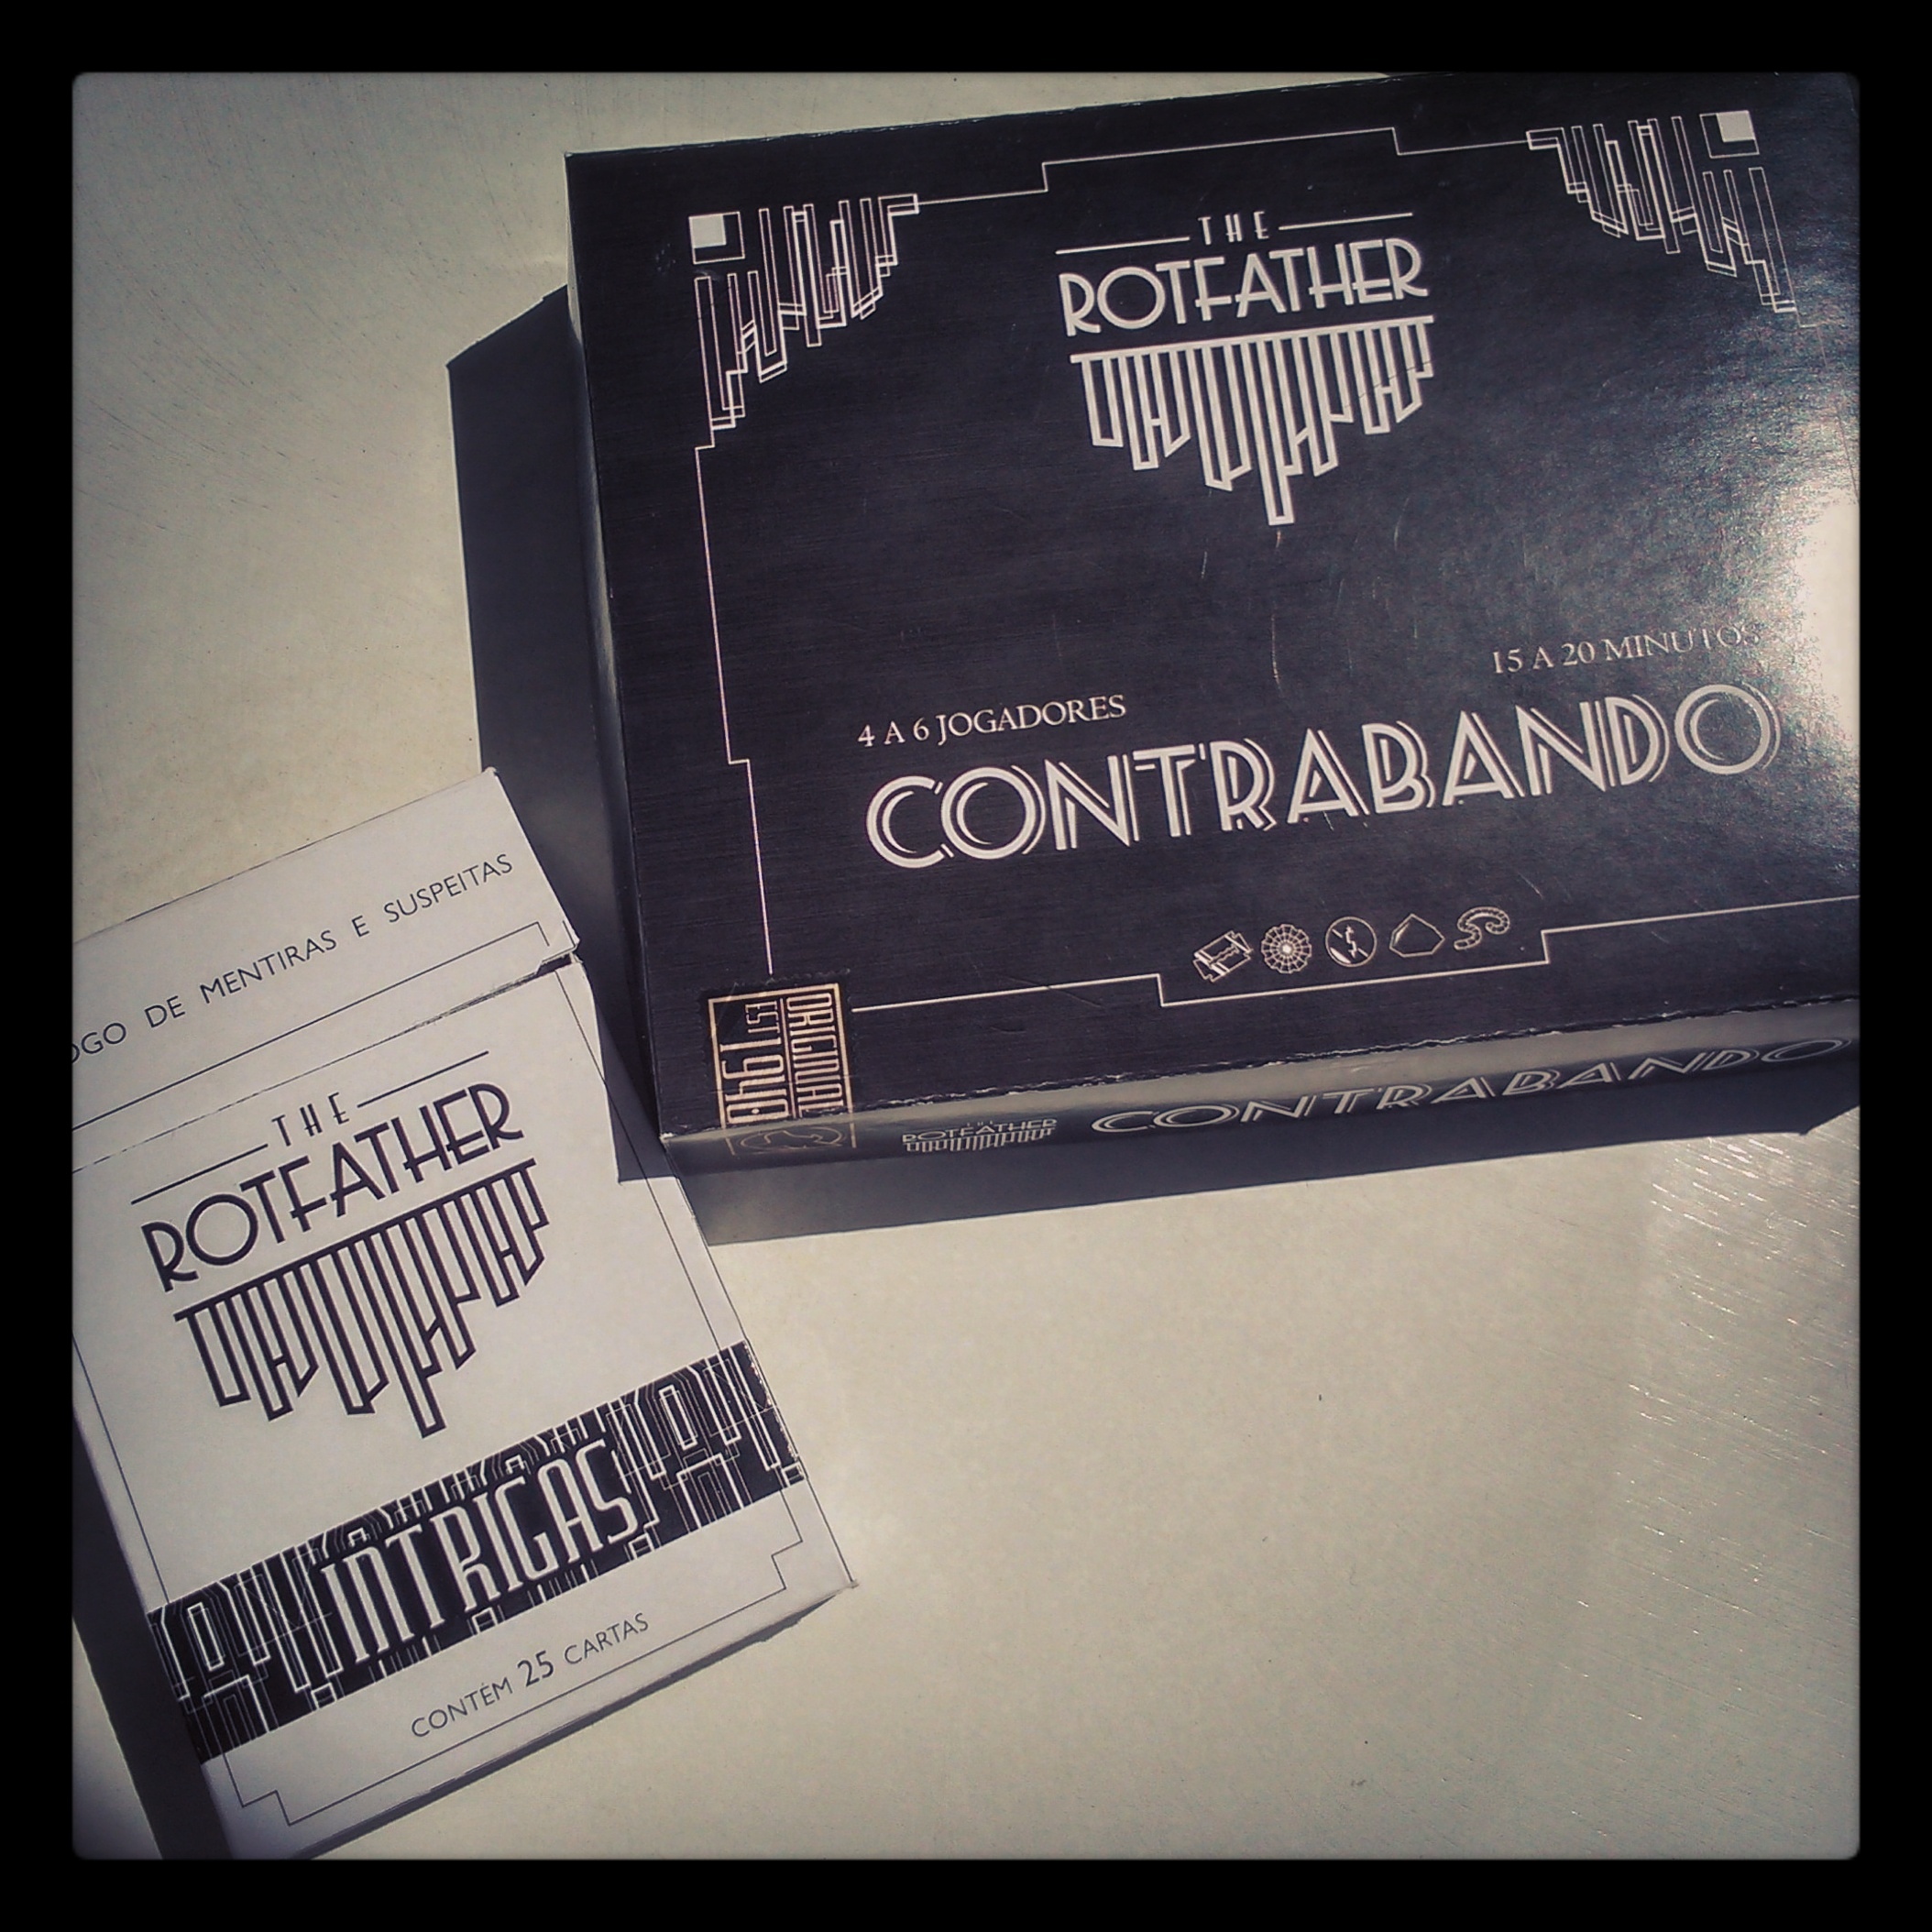 THE
ROTFATHER
15 A 20 MINUTOS
4 A 6 JOGADORES
CONTRABANDO
THE
ROTFATHER
CONTRABANDO
DE MENTIRAS E SUSPEITAS
THE
ROTFATHER
INTRIGAS
CONTÉM 25 CARTAS